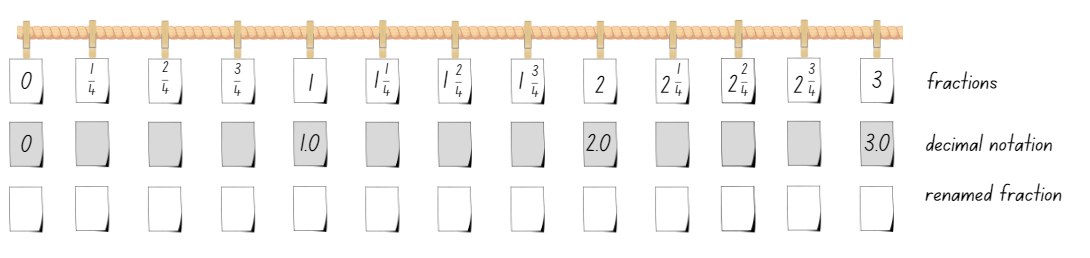 0 1/4 2/4 3/4 1 1 1/4 1 2/4 1 3/4 2 2 1/4 2 2/4 2 3/4 3 fractions
0 1.0 2.0 3.0 decimal notation
renamed fraction